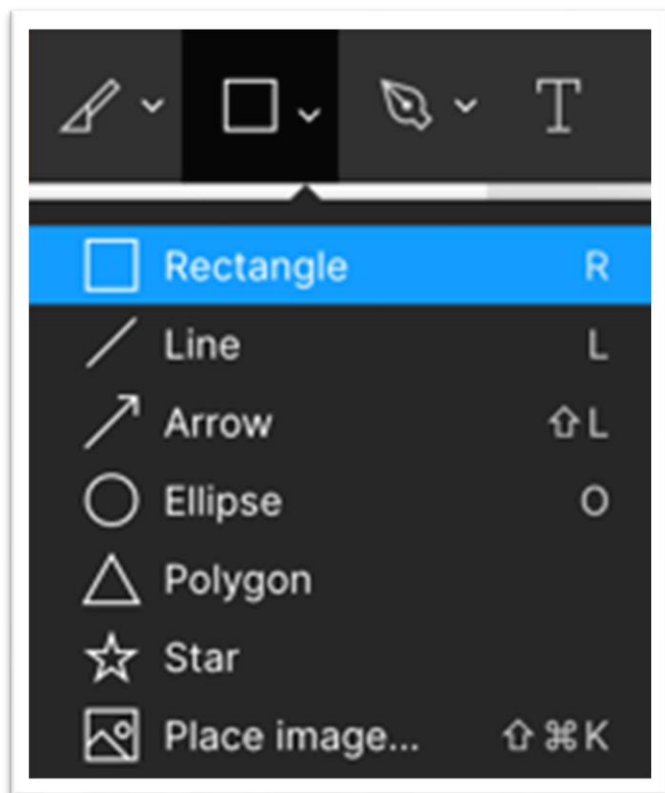 T
Rectangle R
Line L
Arrow ⇧L
Ellipse O
Polygon
Star
Place image... ⇧⌘K